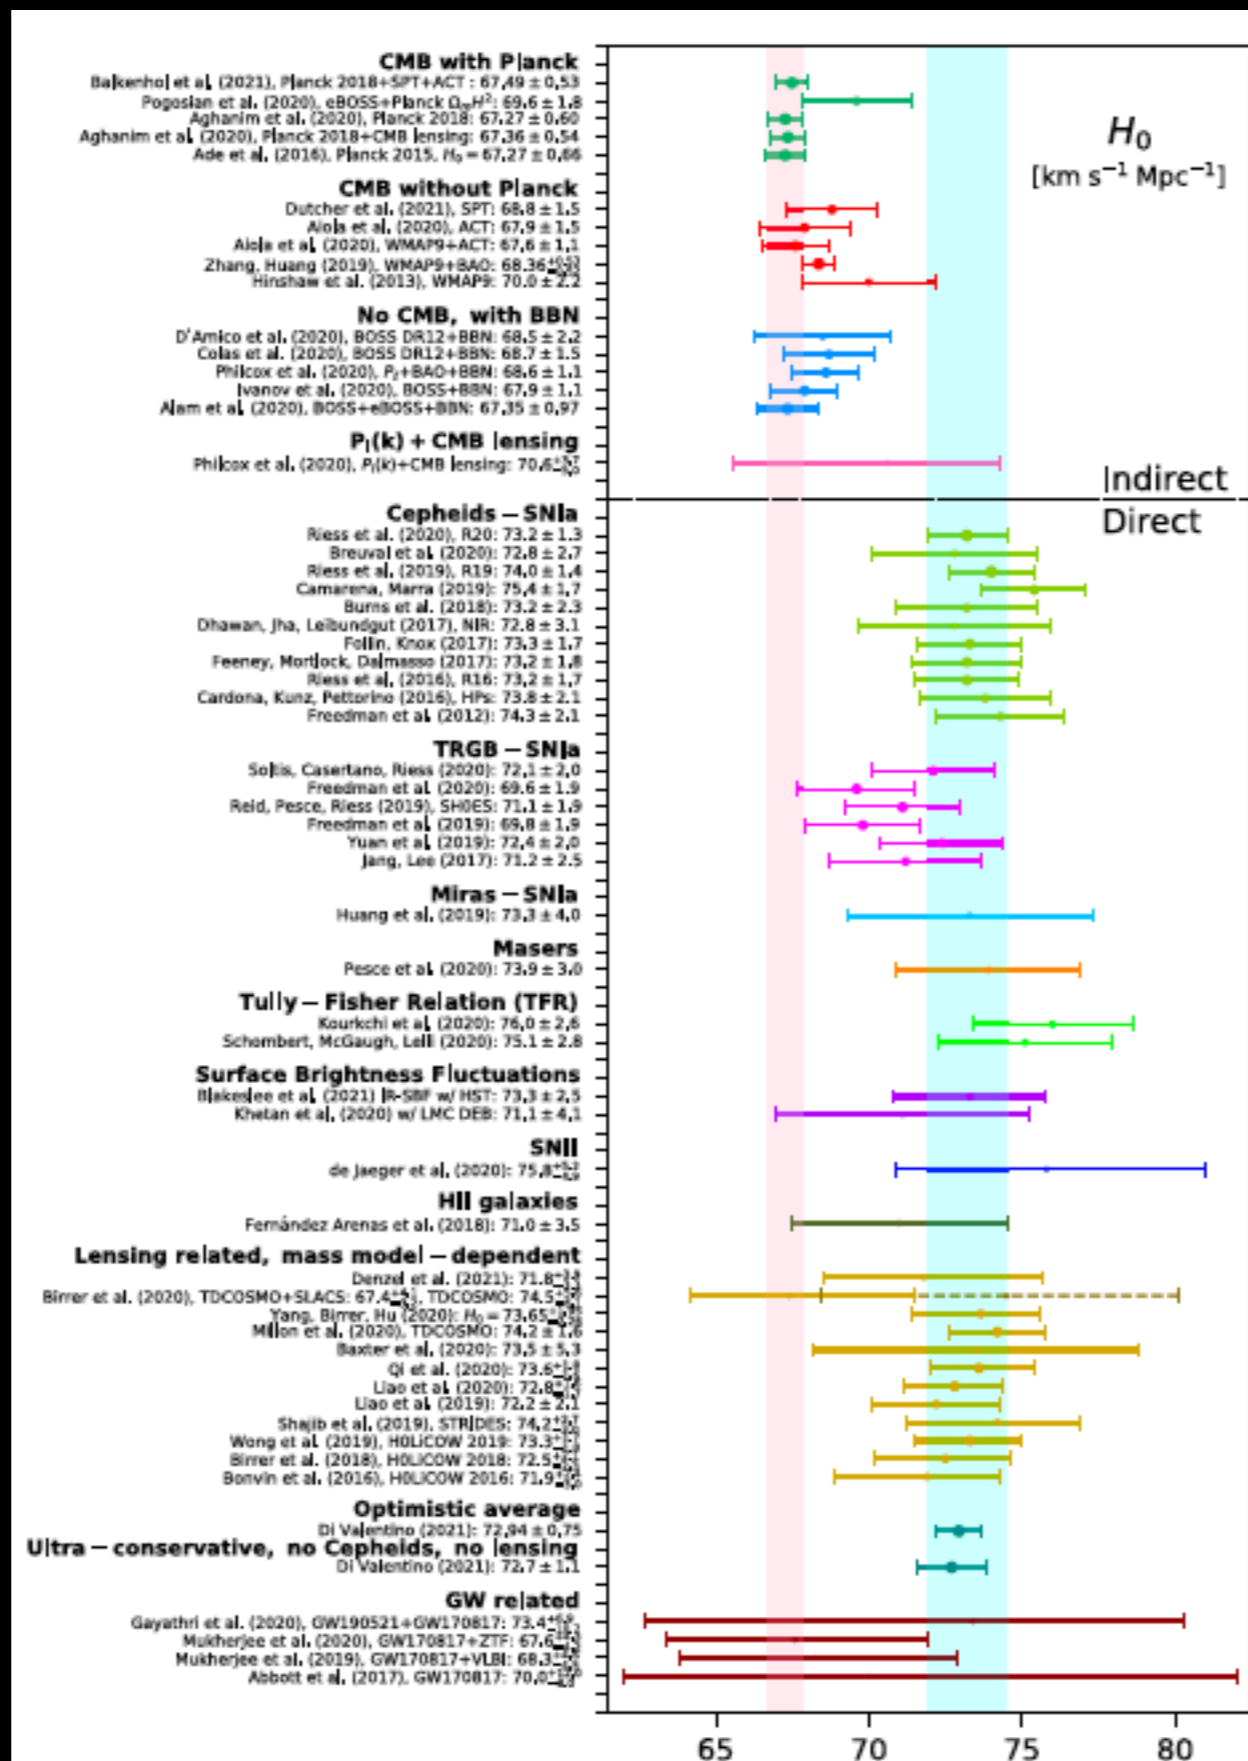 CMB with Planck
Balkenhol et al. (2021), Planck 2018+SPT+ACT : 67.49 ± 0.53
Pogosian et al. (2020), eBOSS+Planck ΩmH²: 69.6 ± 1.8
Aghanim et al. (2020), Planck 2018: 67.27 ± 0.60
Aghanim et al. (2020), Planck 2018+CMB lensing: 67.36 ± 0.54
Ade et al. (2016), Planck 2015, H₀ = 67.27 ± 0.66
H₀
[km s⁻¹ Mpc⁻¹]
CMB without Planck
Dutcher et al. (2021), SPT: 68.8 ± 1.5
Aiola et al. (2020), ACT: 67.9 ± 1.5
Aiola et al. (2020), WMAP9+ACT: 67.6 ± 1.1
Zhang, Huang (2019), WMAP9+BAO: 68.36
Hinshaw et al. (2013), WMAP9: 70.0 ± 2.2
No CMB, with BBN
D'Amico et al. (2020), BOSS DR12+BBN: 68.5 ± 2.2
Colas et al. (2020), BOSS DR12+BBN: 68.7 ± 1.5
Philcox et al. (2020), Pₗ+BAO+BBN: 68.6 ± 1.1
Ivanov et al. (2020), BOSS+BBN: 67.9 ± 1.1
Alam et al. (2020), BOSS+eBOSS+BBN: 67.35 ± 0.97
Pₗ(k) + CMB lensing
Philcox et al. (2020), Pₗ(k)+CMB lensing: 70.6
Indirect
Direct
Cepheids − SNIa
Riess et al. (2020), R20: 73.2 ± 1.3
Breuval et al. (2020): 72.8 ± 2.7
Riess et al. (2019), R19: 74.0 ± 1.4
Camarena, Marra (2019): 75.4 ± 1.7
Burns et al. (2018): 73.2 ± 2.3
Dhawan, Jha, Leibundgut (2017), NIR: 72.8 ± 3.1
Follin, Knox (2017): 73.3 ± 1.7
Feeney, Mortlock, Dalmasso (2017): 73.2 ± 1.8
Riess et al. (2016), R16: 73.2 ± 1.7
Cardona, Kunz, Pettorino (2016), HPs: 73.8 ± 2.1
Freedman et al. (2012): 74.3 ± 2.1
TRGB − SNIa
Soltis, Casertano, Riess (2020): 72.1 ± 2.0
Freedman et al. (2020): 69.6 ± 1.9
Reid, Pesce, Riess (2019), SH0ES: 71.1 ± 1.9
Freedman et al. (2019): 69.8 ± 1.9
Yuan et al. (2019): 72.4 ± 2.0
Jang, Lee (2017): 71.2 ± 2.5
Miras − SNIa
Huang et al. (2019): 73.3 ± 4.0
Masers
Pesce et al. (2020): 73.9 ± 3.0
Tully − Fisher Relation (TFR)
Kourkchi et al. (2020): 76.0 ± 2.6
Schombert, McGaugh, Lelli (2020): 75.1 ± 2.8
Surface Brightness Fluctuations
Blakeslee et al. (2021) IR-SBF w/ HST: 73.3 ± 2.5
Khetan et al. (2020) w/ LMC DEB: 71.1 ± 4.1
SNII
de Jaeger et al. (2020): 75.8
HII galaxies
Fernández Arenas et al. (2018): 71.0 ± 3.5
Lensing related, mass model − dependent
Denzel et al. (2021): 71.8
Birrer et al. (2020), TDCOSMO+SLACS: 67.4, TDCOSMO: 74.5
Yang, Birrer, Hu (2020): H₀ = 73.65
Millon et al. (2020), TDCOSMO: 74.2 ± 1.6
Baxter et al. (2020): 73.5 ± 5.3
Qi et al. (2020): 73.6
Liao et al. (2020): 72.8
Liao et al. (2019): 72.2 ± 2.1
Shajib et al. (2019), STRIDES: 74.2
Wong et al. (2019), H0LiCOW 2019: 73.3
Birrer et al. (2018), H0LiCOW 2018: 72.5
Bonvin et al. (2016), H0LiCOW 2016: 71.9
Optimistic average
Di Valentino (2021): 72.94 ± 0.75
Ultra − conservative, no Cepheids, no lensing
Di Valentino (2021): 72.7 ± 1.1
GW related
Gayathri et al. (2020), GW190521+GW170817: 73.4
Mukherjee et al. (2020), GW170817+ZTF: 67.6
Mukherjee et al. (2019), GW170817+VLBI: 68.3
Abbott et al. (2017), GW170817: 70.0
65 70 75 80